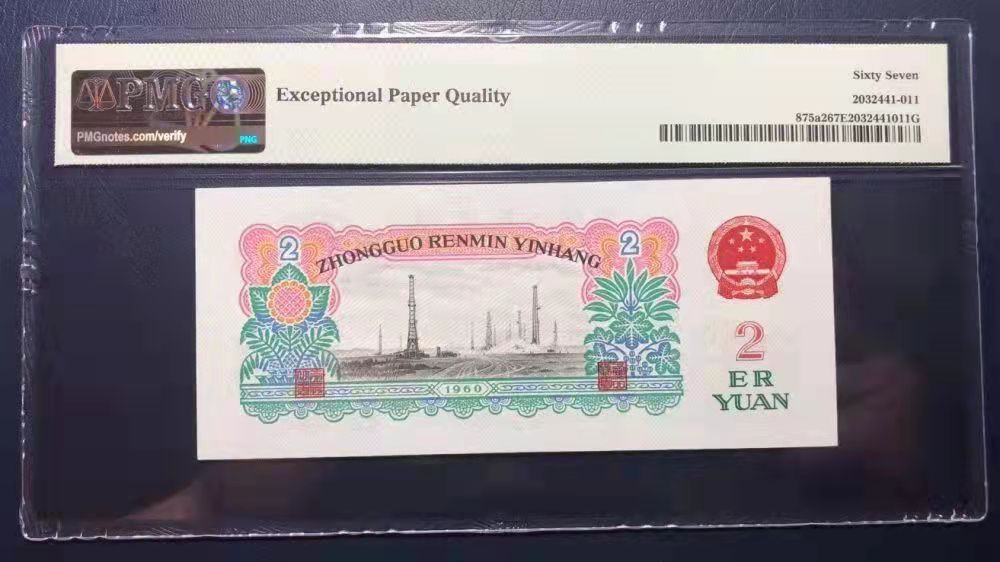 PMG
PMGnotes.com/verify
PNG
Exceptional Paper Quality
Sixty Seven
2032441-011
875a267E2032441011G
2
2
ZHONGGUO RENMIN YINHANG
1960
2
ER
YUAN